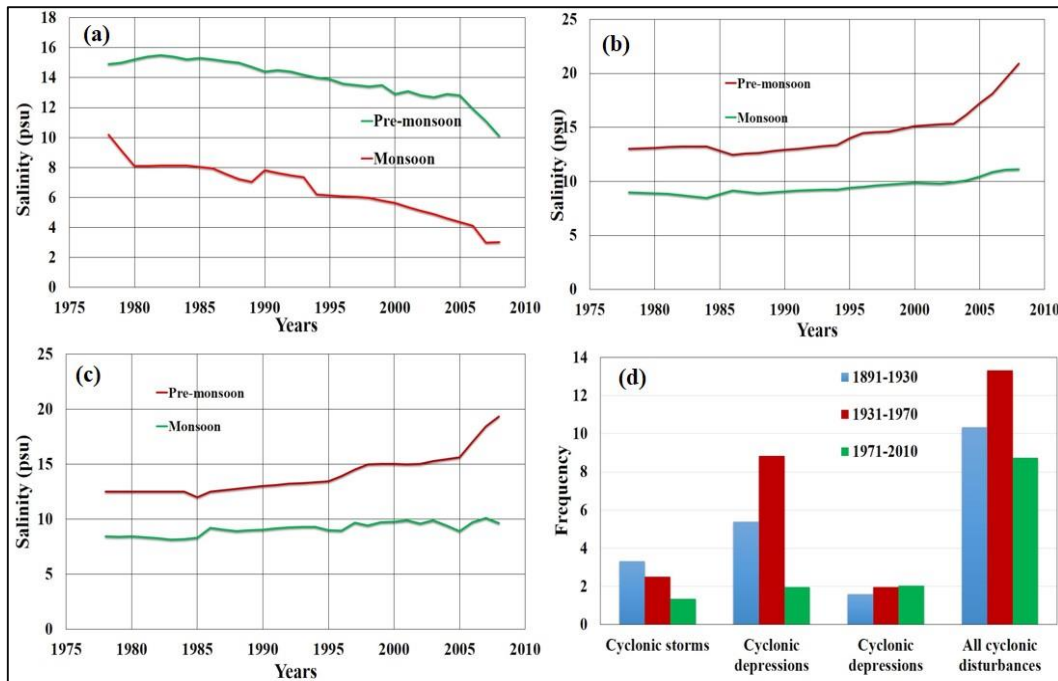 (a)
18
16
14
12
10
8
6
4
2
0
Salinity (psu)
Pre-monsoon
Monsoon
1975 1980 1985 1990 1995 2000 2005 2010
Years
(b)
25
20
15
10
5
0
Salinity (psu)
Pre-monsoon
Monsoon
1975 1980 1985 1990 1995 2000 2005 2010
Years
(c)
25
20
15
10
5
0
Salinity (psu)
Pre-monsoon
Monsoon
1975 1980 1985 1990 1995 2000 2005 2010
Years
(d)
14
12
10
8
6
4
2
0
Frequency
1891-1930
1931-1970
1971-2010
Cyclonic storms
Cyclonic
depressions
Cyclonic
depressions
All cyclonic
disturbances